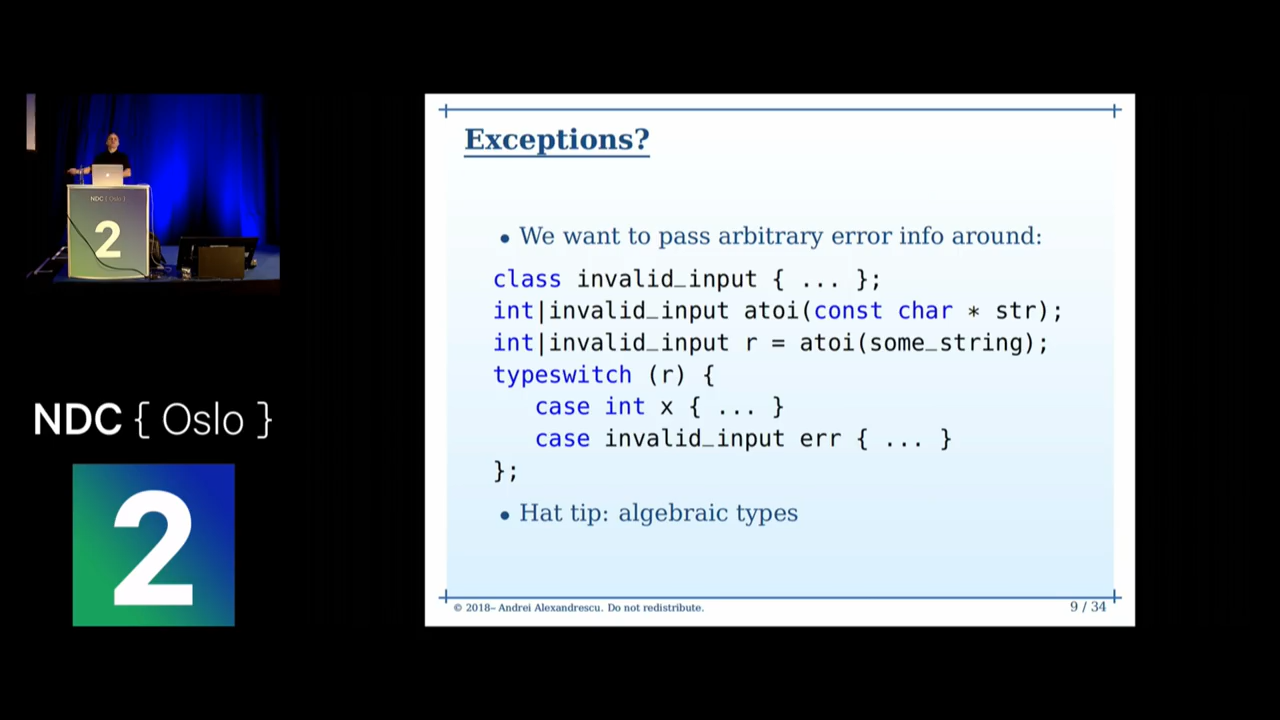 NDC { Oslo }
2
NDC { Oslo }
2
Exceptions?
• We want to pass arbitrary error info around:
class invalid_input { ... };
int|invalid_input atoi(const char * str);
int|invalid_input r = atoi(some_string);
typeswitch (r) {
   case int x { ... }
   case invalid_input err { ... }
};
• Hat tip: algebraic types
© 2018– Andrei Alexandrescu. Do not redistribute.
9 / 34